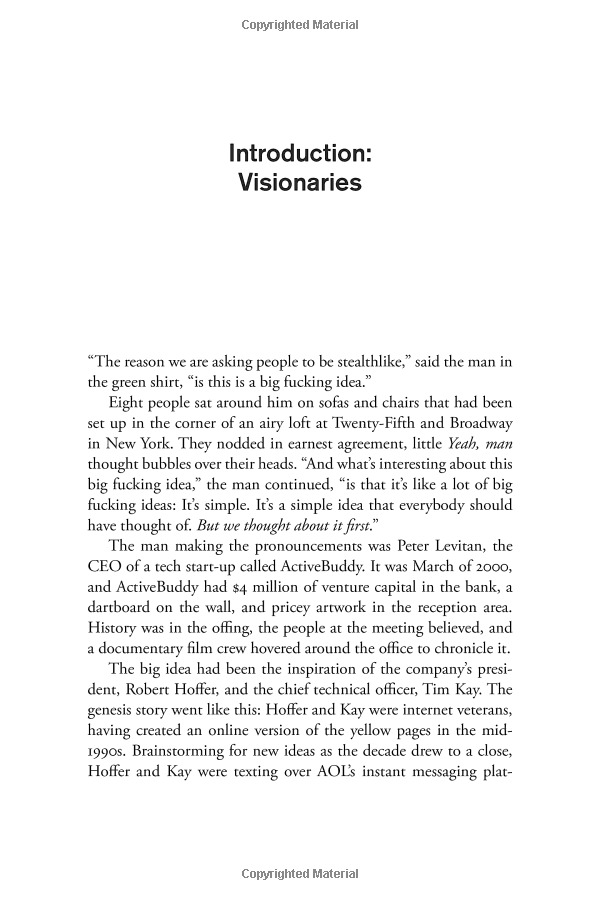 Copyrighted Material
Introduction:
Visionaries
“The reason we are asking people to be stealthlike,” said the man in
the green shirt, “is this is a big fucking idea.”
Eight people sat around him on sofas and chairs that had been
set up in the corner of an airy loft at Twenty-Fifth and Broadway
in New York. They nodded in earnest agreement, little Yeah, man
thought bubbles over their heads. “And what’s interesting about this
big fucking idea,” the man continued, “is that it’s like a lot of big
fucking ideas: It’s simple. It’s a simple idea that everybody should
have thought of. But we thought about it first.”
The man making the pronouncements was Peter Levitan, the
CEO of a tech start-up called ActiveBuddy. It was March of 2000,
and ActiveBuddy had $4 million of venture capital in the bank, a
dartboard on the wall, and pricey artwork in the reception area.
History was in the offing, the people at the meeting believed, and
a documentary film crew hovered around the office to chronicle it.
The big idea had been the inspiration of the company’s presi-
dent, Robert Hoffer, and the chief technical officer, Tim Kay. The
genesis story went like this: Hoffer and Kay were internet veterans,
having created an online version of the yellow pages in the mid-
1990s. Brainstorming for new ideas as the decade drew to a close,
Hoffer and Kay were texting over AOL’s instant messaging plat-
Copyrighted Material